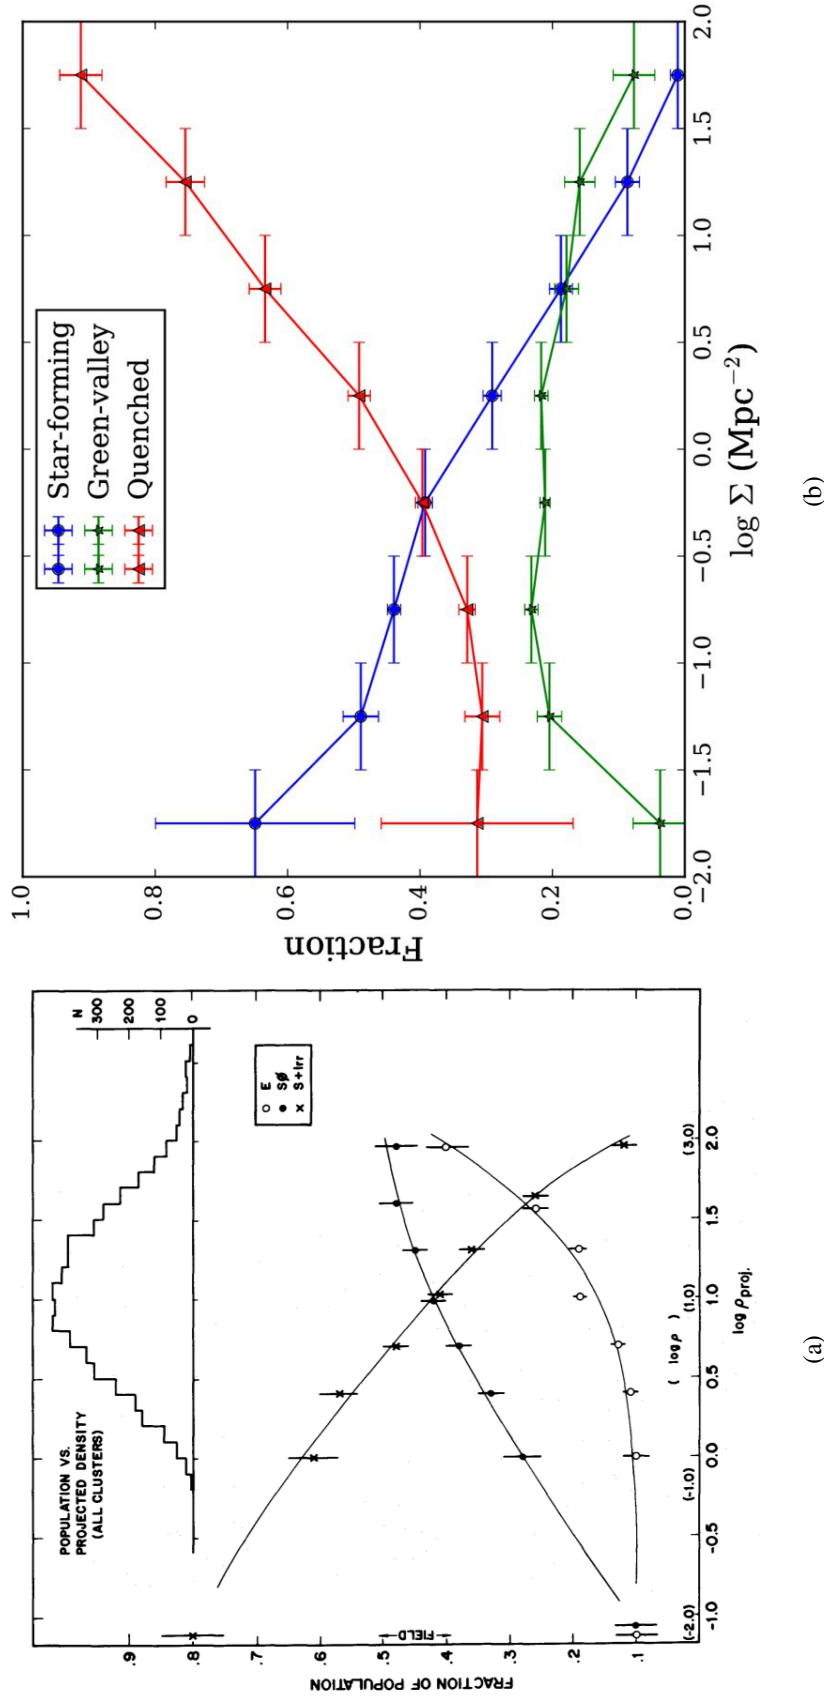 POPULATION VS.
PROJECTED DENSITY
(ALL CLUSTERS)
N
300
200
100
0
○ E
● SØ
× S+Irr
FIELD
FRACTION OF POPULATION
.9
.8
.7
.6
.5
.4
.3
.2
.1
(-2.0) (-1.0) ( log ρ ) (1.0) (3.0)
-1.0 -0.5 0.0 0.5 1.0 1.5 2.0
log ρproj.
(a)
Star-forming
Green-valley
Quenched
Fraction
1.0
0.8
0.6
0.4
0.2
0.0
−2.0 −1.5 −1.0 −0.5 0.0 0.5 1.0 1.5 2.0
log Σ (Mpc⁻²)
(b)